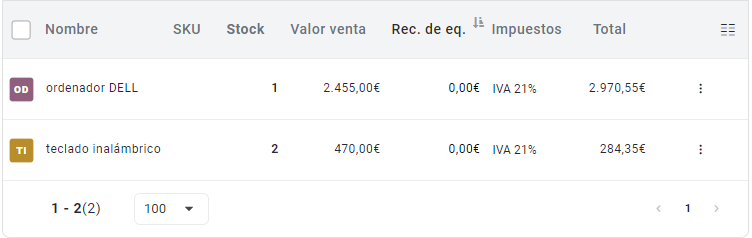 Nombre SKU Stock Valor venta Rec. de eq. Impuestos Total
OD ordenador DELL 1 2.455,00€ 0,00€ IVA 21% 2.970,55€
TI teclado inalámbrico 2 470,00€ 0,00€ IVA 21% 284,35€
1 - 2(2) 100 1